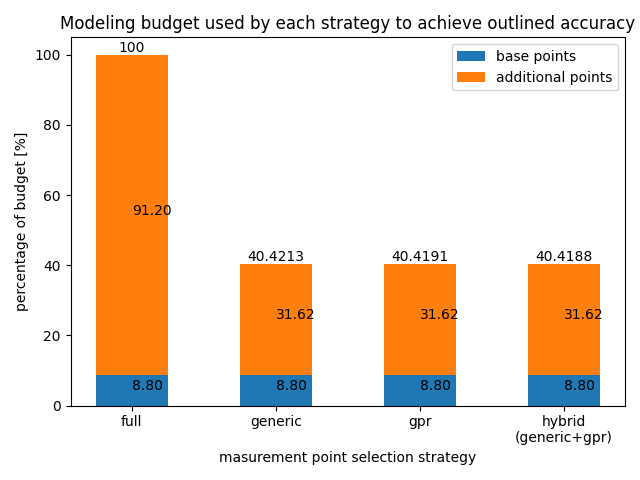 Modeling budget used by each strategy to achieve outlined accuracy
base points
additional points
percentage of budget [%]
100
80
60
40
20
0
100
91.20
8.80
40.4213
31.62
8.80
40.4191
31.62
8.80
40.4188
31.62
8.80
full
generic
gpr
hybrid
(generic+gpr)
masurement point selection strategy